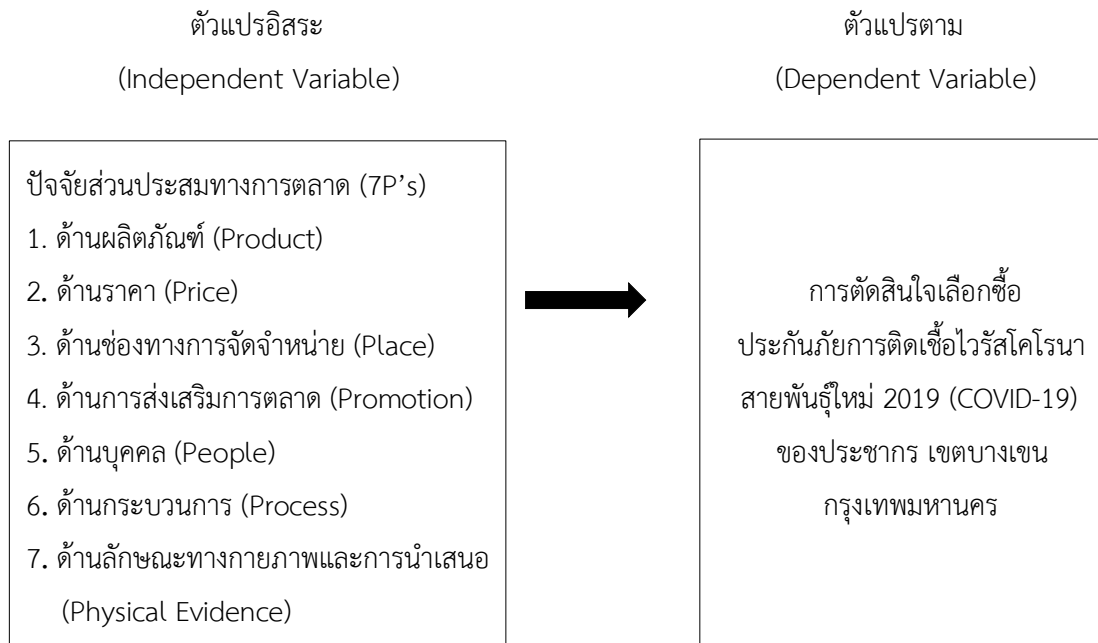 ตัวแปรอิสระ
(Independent Variable)
ปัจจัยส่วนประสมทางการตลาด (7P’s)
1. ด้านผลิตภัณฑ์ (Product)
2. ด้านราคา (Price)
3. ด้านช่องทางการจัดจำหน่าย (Place)
4. ด้านการส่งเสริมการตลาด (Promotion)
5. ด้านบุคคล (People)
6. ด้านกระบวนการ (Process)
7. ด้านลักษณะทางกายภาพและการนำเสนอ
(Physical Evidence)
ตัวแปรตาม
(Dependent Variable)
การตัดสินใจเลือกซื้อ
ประกันภัยการติดเชื้อไวรัสโคโรนา
สายพันธุ์ใหม่ 2019 (COVID-19)
ของประชากร เขตบางเขน
กรุงเทพมหานคร